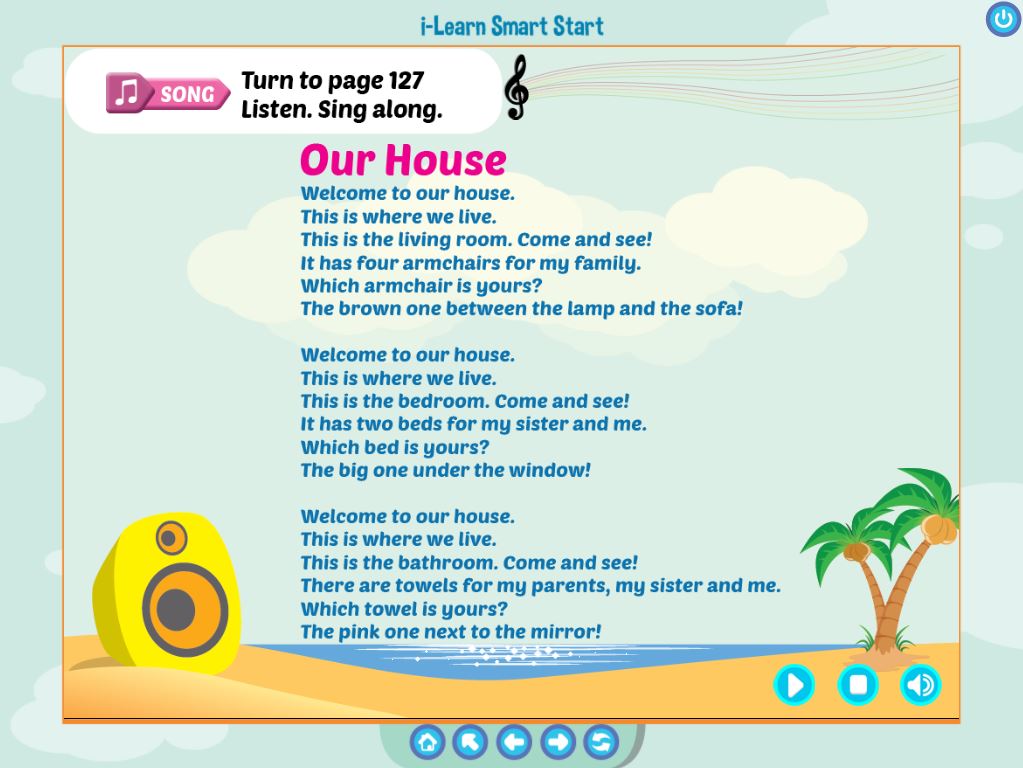 i-Learn Smart Start
SONG
Turn to page 127
Listen. Sing along.
Our House
Welcome to our house.
This is where we live.
This is the living room. Come and see!
It has four armchairs for my family.
Which armchair is yours?
The brown one between the lamp and the sofa!
Welcome to our house.
This is where we live.
This is the bedroom. Come and see!
It has two beds for my sister and me.
Which bed is yours?
The big one under the window!
Welcome to our house.
This is where we live.
This is the bathroom. Come and see!
There are towels for my parents, my sister and me.
Which towel is yours?
The pink one next to the mirror!